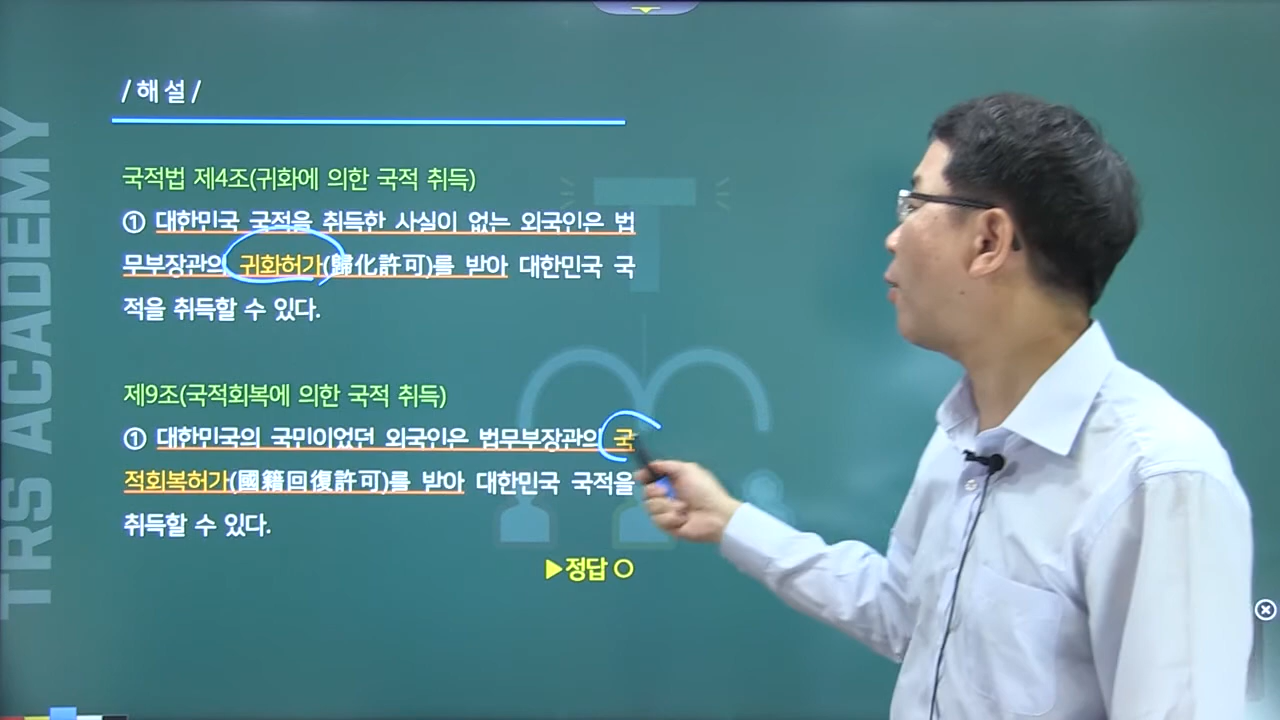 / 해 설 /
국적법 제4조(귀화에 의한 국적 취득)
① 대한민국 국적을 취득한 사실이 없는 외국인은 법
무부장관의 귀화허가(歸化許可)를 받아 대한민국 국
적을 취득할 수 있다.
제9조(국적회복에 의한 국적 취득)
① 대한민국의 국민이었던 외국인은 법무부장관의 국
적회복허가(國籍回復許可)를 받아 대한민국 국적을
취득할 수 있다.
▶정답 ○
TRS ACADEMY